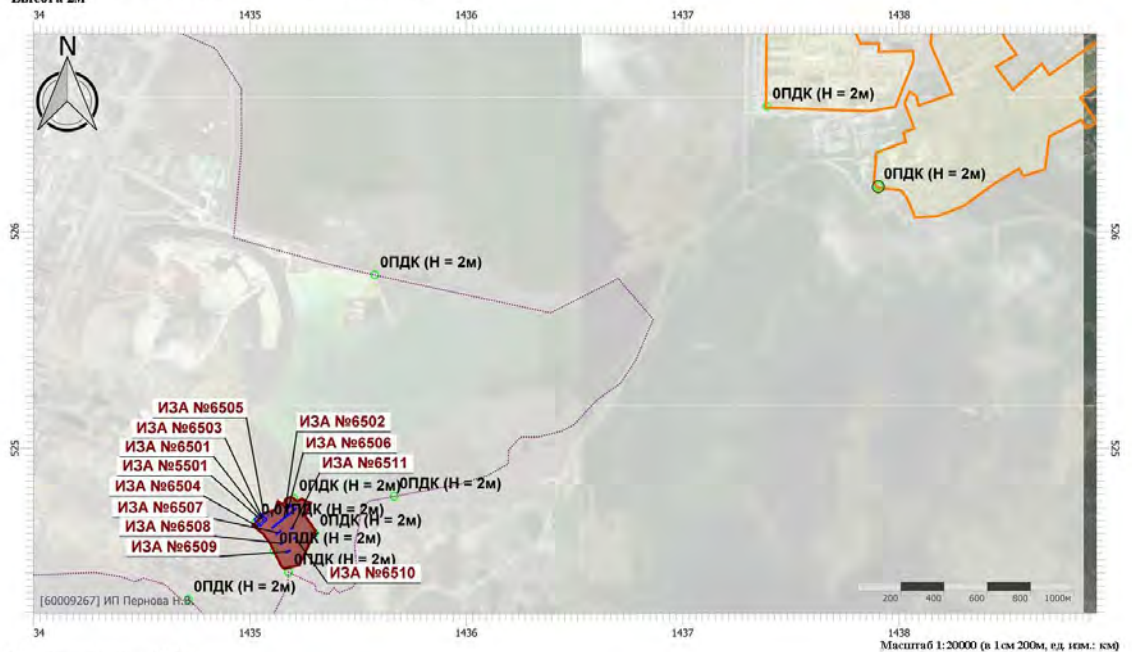 Высота 2м
34 1435 1436 1437 1438
N
0ПДК (H = 2м)
0ПДК (H = 2м)
526 526
0ПДК (H = 2м)
ИЗА №6505
ИЗА №6503
ИЗА №6501
ИЗА №5501
ИЗА №6504
ИЗА №6507
ИЗА №6508
ИЗА №6509
ИЗА №6502
ИЗА №6506
ИЗА №6511
525 525
0ПДК (H = 2м)
0ПДК (H = 2м)
ПДК (H = 2м)
0ПДК (H = 2м)
0ПДК (H = 2м)
0ПДК (H = 2м)
ИЗА №6510
0ПДК (H = 2м)
[60009267] ИП Пернова Н.В.
200 400 600 800 1000м
34 1435 1436 1437 1438
Масштаб 1:20000 (в 1см 200м, ед. изм.: км)